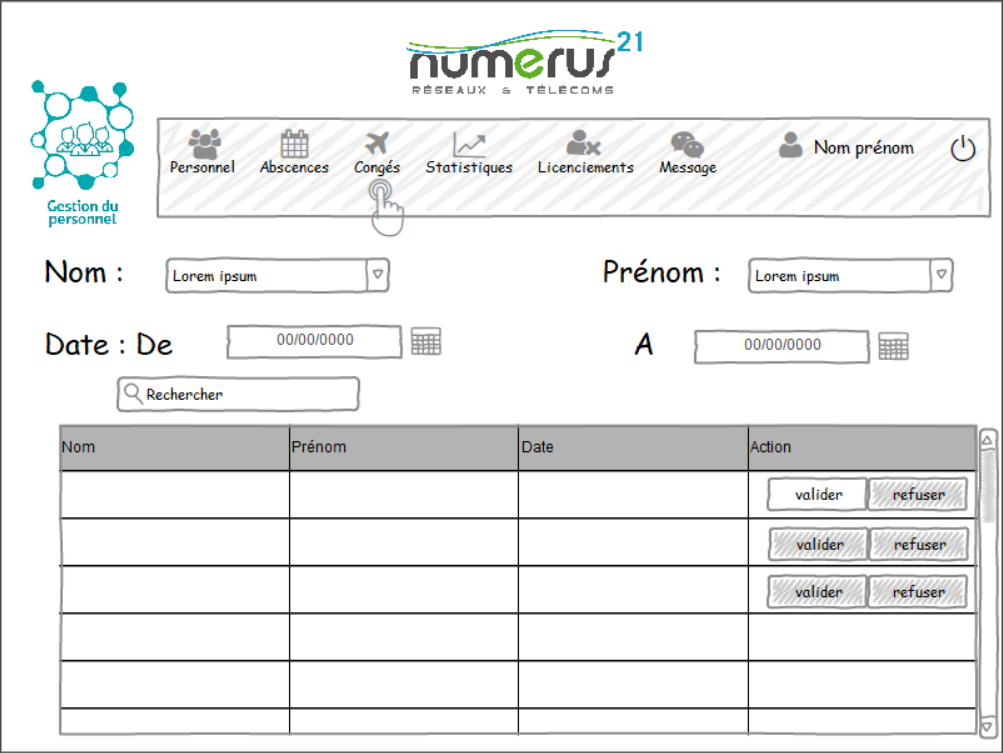 numerus 21
RÉSEAUX & TÉLÉCOMS
Gestion du
personnel
Personnel Abscences Congés Statistiques Licenciements Message Nom prénom
Nom : Lorem ipsum Prénom : Lorem ipsum
Date : De 00/00/0000 A 00/00/0000
Rechercher
Nom Prénom Date Action
valider refuser
valider refuser
valider refuser